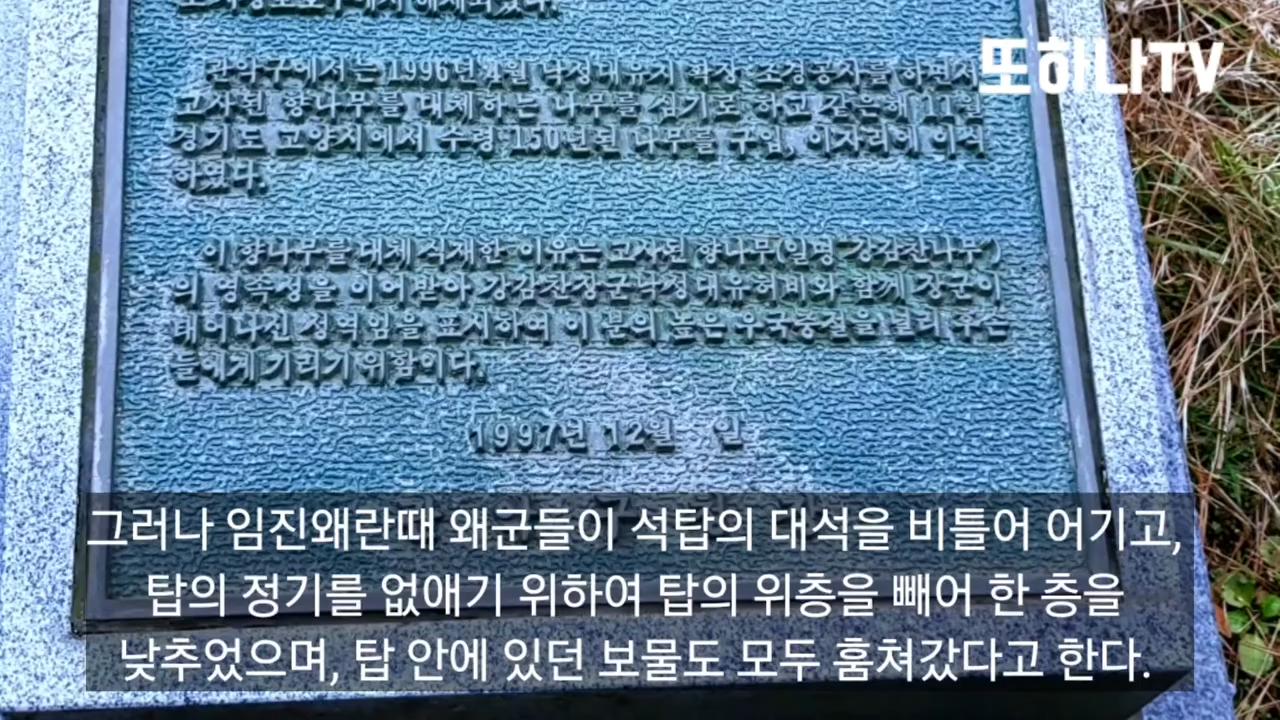 또하나TV
관악구에서는 1996년 4월 낙성대유지 확장 조경공사를 하면서
고사된 향나무를 대체하는 나무를 심기로 하고 같은해 11월
경기도 고양시에서 수령 150년된 나무를 구입, 이자리에 이식
하였다.
이 향나무를 대체 식재한 이유는 고사된 향나무(일명 강감찬나무)
의 영속성을 이어받아 강감찬장군낙성대유허비와 함께 장군이
태어나신 성역임을 표시하여 이 분의 높은 우국충절을 널리 후손
들에게 기리기 위함이다.
1997년 12월 일
그러나 임진왜란때 왜군들이 석탑의 대석을 비틀어 어기고,
탑의 정기를 없애기 위하여 탑의 위층을 빼어 한 층을
낮추었으며, 탑 안에 있던 보물도 모두 훔쳐갔다고 한다.